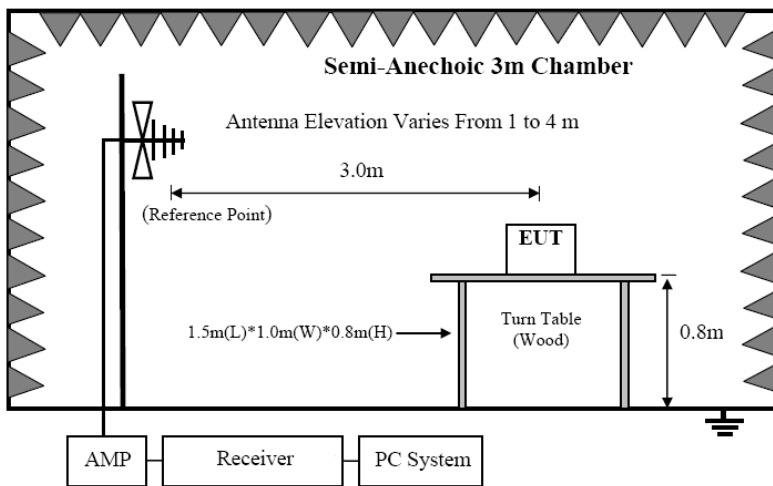 Semi-Anechoic 3m Chamber
Antenna Elevation Varies From 1 to 4 m
3.0m
(Reference Point)
EUT
1.5m(L)*1.0m(W)*0.8m(H)
Turn Table
(Wood)
0.8m
AMP
Receiver
PC System